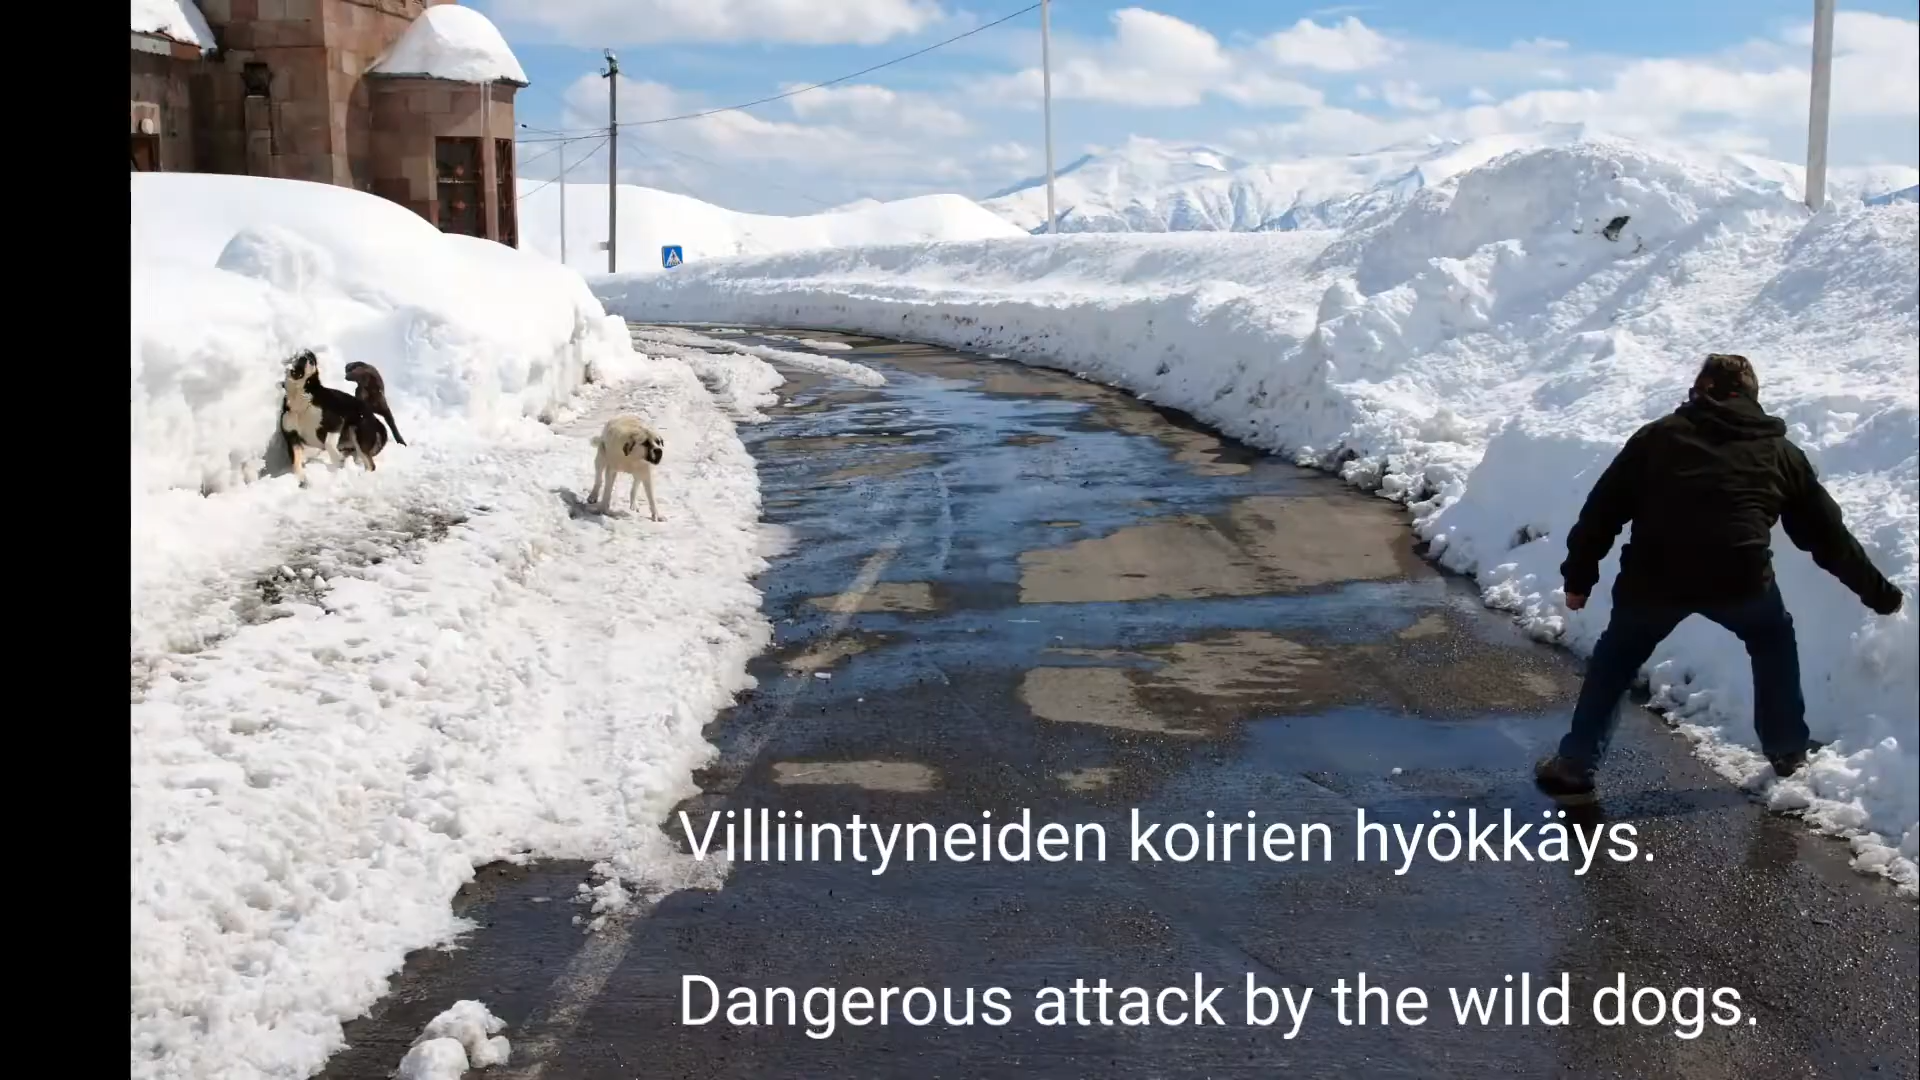 Villiintyneiden koirien hyökkäys.
Dangerous attack by the wild dogs.